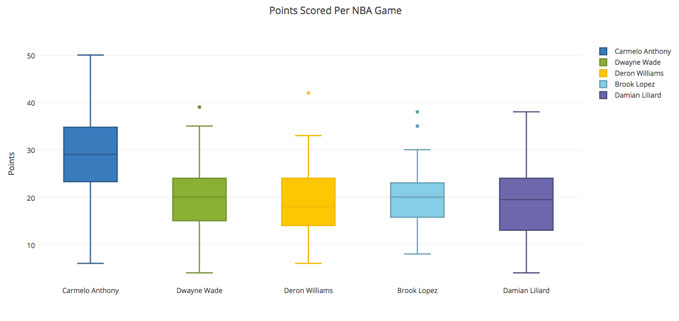 Points Scored Per NBA Game
Points
50
40
30
20
10
Carmelo Anthony
Dwayne Wade
Deron Williams
Brook Lopez
Damian Liliard
Carmelo Anthony
Dwayne Wade
Deron Williams
Brook Lopez
Damian Liliard